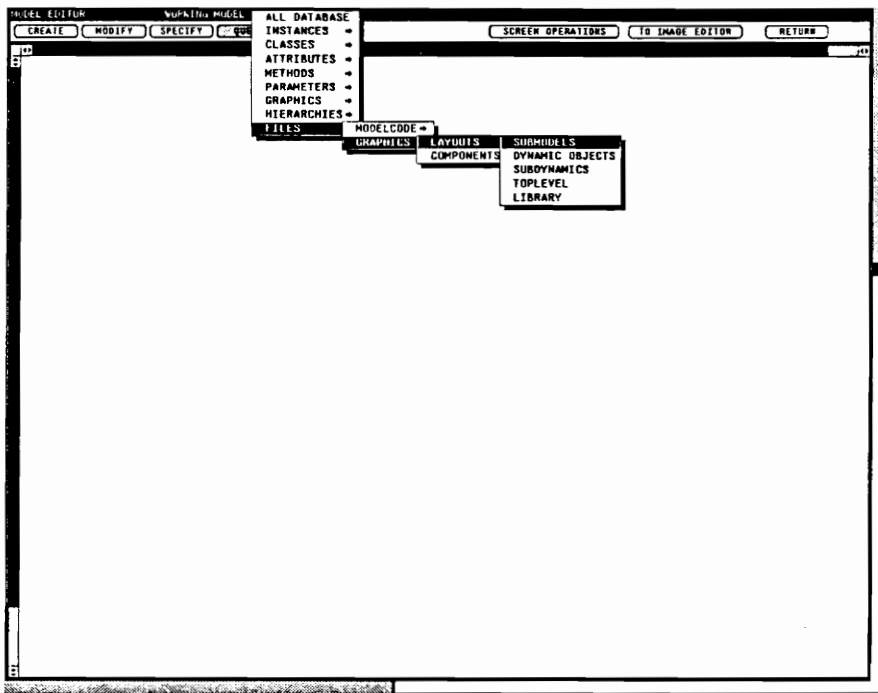 MODEL EDITOR WORKING MODEL
CREATE MODIFY SPECIFY QUE SCREEN OPERATIONS TO IMAGE EDITOR RETURN
ALL DATABASE
INSTANCES
CLASSES
ATTRIBUTES
METHODS
PARAMETERS
GRAPHICS
HIERARCHIES
FILES
MODELCODE
GRAPHICS
LAYOUTS
COMPONENTS
SUBMODELS
DYNAMIC OBJECTS
SUBDYNAMICS
TOPLEVEL
LIBRARY